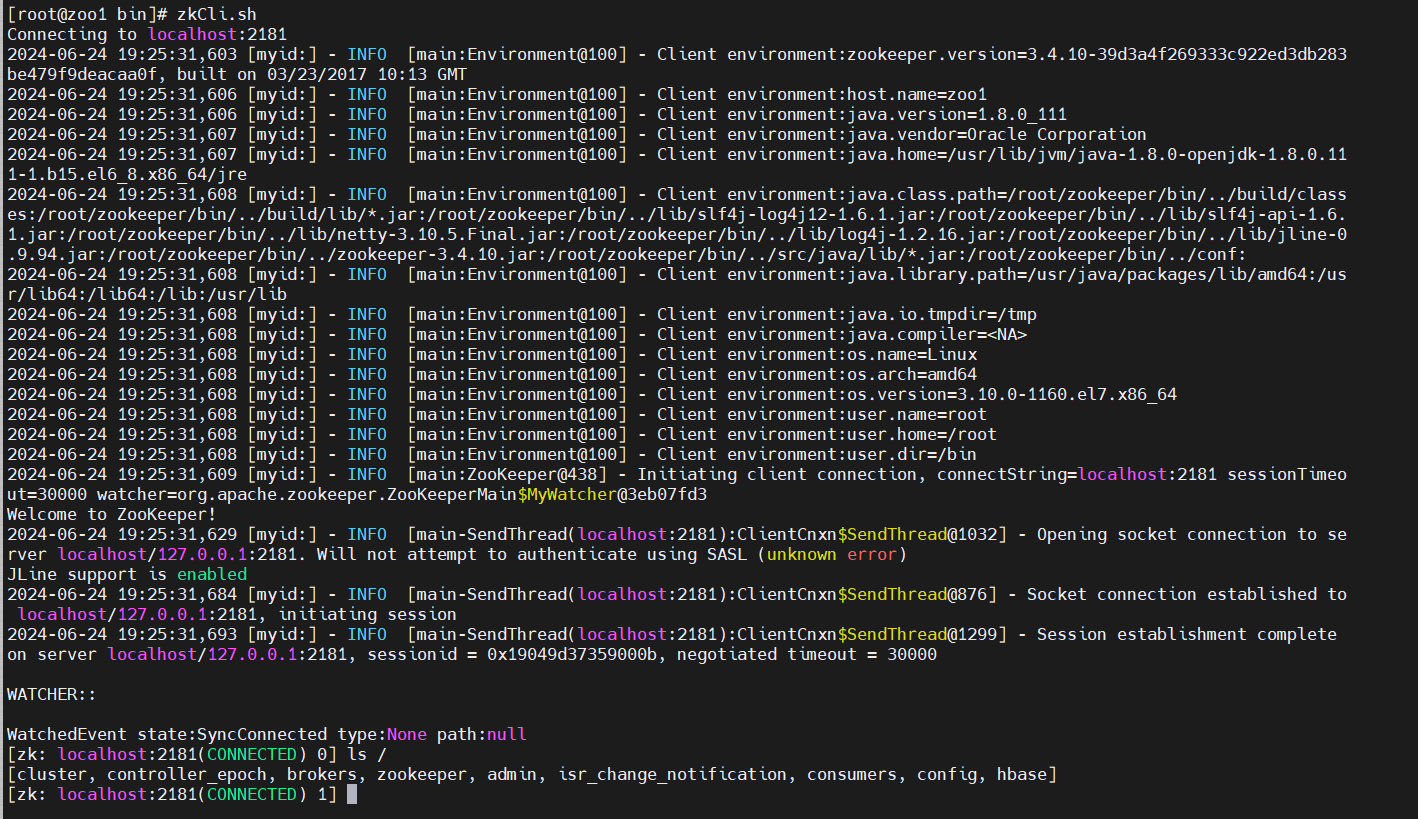 [root@zoo1 bin]# zkCli.sh
Connecting to localhost:2181
2024-06-24 19:25:31,603 [myid:] - INFO  [main:Environment@100] - Client environment:zookeeper.version=3.4.10-39d3a4f269333c922ed3db283
be479f9deacaa0f, built on 03/23/2017 10:13 GMT
2024-06-24 19:25:31,606 [myid:] - INFO  [main:Environment@100] - Client environment:host.name=zoo1
2024-06-24 19:25:31,606 [myid:] - INFO  [main:Environment@100] - Client environment:java.version=1.8.0_111
2024-06-24 19:25:31,607 [myid:] - INFO  [main:Environment@100] - Client environment:java.vendor=Oracle Corporation
2024-06-24 19:25:31,607 [myid:] - INFO  [main:Environment@100] - Client environment:java.home=/usr/lib/jvm/java-1.8.0-openjdk-1.8.0.11
1-1.b15.el6_8.x86_64/jre
2024-06-24 19:25:31,608 [myid:] - INFO  [main:Environment@100] - Client environment:java.class.path=/root/zookeeper/bin/../build/class
es:/root/zookeeper/bin/../build/lib/*.jar:/root/zookeeper/bin/../lib/slf4j-log4j12-1.6.1.jar:/root/zookeeper/bin/../lib/slf4j-api-1.6.
1.jar:/root/zookeeper/bin/../lib/netty-3.10.5.Final.jar:/root/zookeeper/bin/../lib/log4j-1.2.16.jar:/root/zookeeper/bin/../lib/jline-0
.9.94.jar:/root/zookeeper/bin/../zookeeper-3.4.10.jar:/root/zookeeper/bin/../src/java/lib/*.jar:/root/zookeeper/bin/../conf:
2024-06-24 19:25:31,608 [myid:] - INFO  [main:Environment@100] - Client environment:java.library.path=/usr/java/packages/lib/amd64:/us
r/lib64:/lib64:/lib:/usr/lib
2024-06-24 19:25:31,608 [myid:] - INFO  [main:Environment@100] - Client environment:java.io.tmpdir=/tmp
2024-06-24 19:25:31,608 [myid:] - INFO  [main:Environment@100] - Client environment:java.compiler=<NA>
2024-06-24 19:25:31,608 [myid:] - INFO  [main:Environment@100] - Client environment:os.name=Linux
2024-06-24 19:25:31,608 [myid:] - INFO  [main:Environment@100] - Client environment:os.arch=amd64
2024-06-24 19:25:31,608 [myid:] - INFO  [main:Environment@100] - Client environment:os.version=3.10.0-1160.el7.x86_64
2024-06-24 19:25:31,608 [myid:] - INFO  [main:Environment@100] - Client environment:user.name=root
2024-06-24 19:25:31,608 [myid:] - INFO  [main:Environment@100] - Client environment:user.home=/root
2024-06-24 19:25:31,608 [myid:] - INFO  [main:Environment@100] - Client environment:user.dir=/bin
2024-06-24 19:25:31,609 [myid:] - INFO  [main:ZooKeeper@438] - Initiating client connection, connectString=localhost:2181 sessionTimeo
ut=30000 watcher=org.apache.zookeeper.ZooKeeperMain$MyWatcher@3eb07fd3
Welcome to ZooKeeper!
2024-06-24 19:25:31,629 [myid:] - INFO  [main-SendThread(localhost:2181):ClientCnxn$SendThread@1032] - Opening socket connection to se
rver localhost/127.0.0.1:2181. Will not attempt to authenticate using SASL (unknown error)
JLine support is enabled
2024-06-24 19:25:31,684 [myid:] - INFO  [main-SendThread(localhost:2181):ClientCnxn$SendThread@876] - Socket connection established to
 localhost/127.0.0.1:2181, initiating session
2024-06-24 19:25:31,693 [myid:] - INFO  [main-SendThread(localhost:2181):ClientCnxn$SendThread@1299] - Session establishment complete
on server localhost/127.0.0.1:2181, sessionid = 0x19049d37359000b, negotiated timeout = 30000

WATCHER::

WatchedEvent state:SyncConnected type:None path:null
[zk: localhost:2181(CONNECTED) 0] ls /
[cluster, controller_epoch, brokers, zookeeper, admin, isr_change_notification, consumers, config, hbase]
[zk: localhost:2181(CONNECTED) 1]